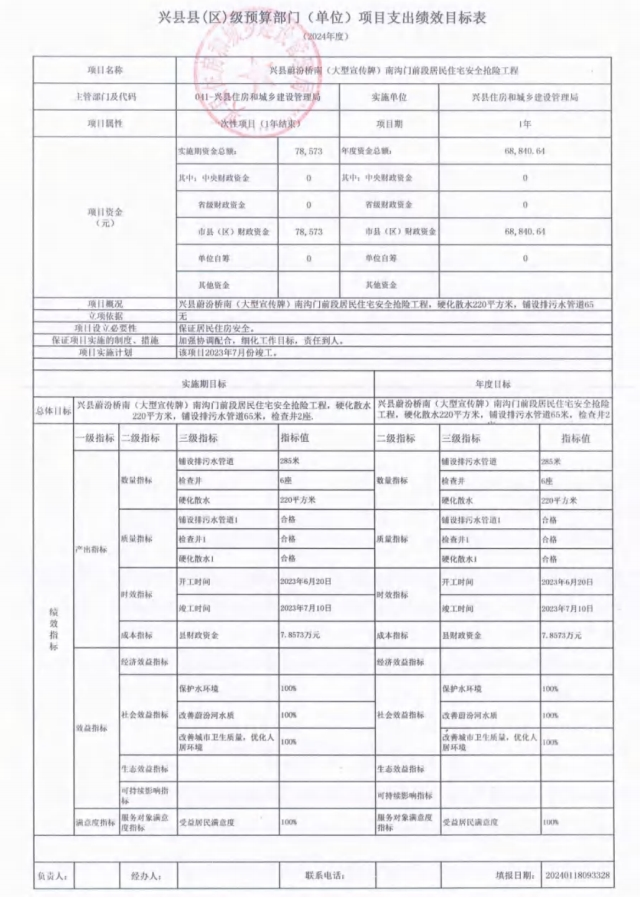 兴县县(区)级预算部门（单位）项目支出绩效目标表
（2024年度）
项目名称 兴县蔚汾桥南（大型宣传牌）南沟门前段居民住宅安全抢险工程
主管部门及代码 041-兴县住房和城乡建设管理局 实施单位 兴县住房和城乡建设管理局
项目属性 一次性项目（1年结束） 项目期 1年
项目资金（元） 实施期资金总额： 78,573 年度资金总额： 68,840.64
其中：中央财政资金 0 其中：中央财政资金 0
省级财政资金 0 省级财政资金 0
市县（区）财政资金 78,573 市县（区）财政资金 68,840.64
单位自筹 0 单位自筹 0
其他资金 其他资金
项目概况 兴县蔚汾桥南（大型宣传牌）南沟门前段居民住宅安全抢险工程，硬化散水220平方米，铺设排污水管道65
立项依据 无
项目设立必要性 保证居民住房安全。
保证项目实施的制度、措施 加强协调配合，细化工作目标，责任到人。
项目实施计划 该项目2023年7月份竣工。
实施期目标 年度目标
总体目标 兴县蔚汾桥南（大型宣传牌）南沟门前段居民住宅安全抢险工程，硬化散水220平方米，铺设排污水管道65米，检查井2座. 兴县蔚汾桥南（大型宣传牌）南沟门前段居民住宅安全抢险工程，硬化散水220平方米，铺设排污水管道65米，检查井2
一级指标 二级指标 三级指标 指标值 二级指标 三级指标 指标值
绩效指标
产出指标 数量指标 铺设排污水管道 285米 数量指标 铺设排污水管道 285米
检查井 6座 检查井 6座
硬化散水 220平方米 硬化散水 220平方米
质量指标 铺设排污水管道1 合格 质量指标 铺设排污水管道1 合格
检查井1 合格 检查井1 合格
硬化散水1 合格 硬化散水1 合格
时效指标 开工时间 2023年6月20日 时效指标 开工时间 2023年6月20日
竣工时间 2023年7月10日 竣工时间 2023年7月10日
成本指标 县财政资金 7.8573万元 成本指标 县财政资金 7.8573万元
效益指标 经济效益指标 经济效益指标
社会效益指标 保护水环境 100% 社会效益指标 保护水环境 100%
改善蔚汾河水质 100% 改善蔚汾河水质 100%
改善城市卫生质量，优化人居环境 100% 改善城市卫生质量，优化人居环境 100%
生态效益指标 生态效益指标
可持续影响指标 可持续影响指标
满意度指标 服务对象满意度指标 受益居民满意度 100% 服务对象满意度指标 受益居民满意度 100%
负责人： 经办人： 联系电话： 填报日期： 20240118093328